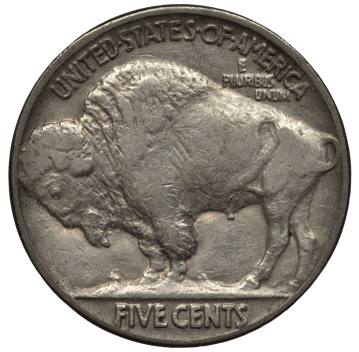 UNITED·STATES·OF·AMERICA
E
PLURIBUS
UNUM
FIVE CENTS